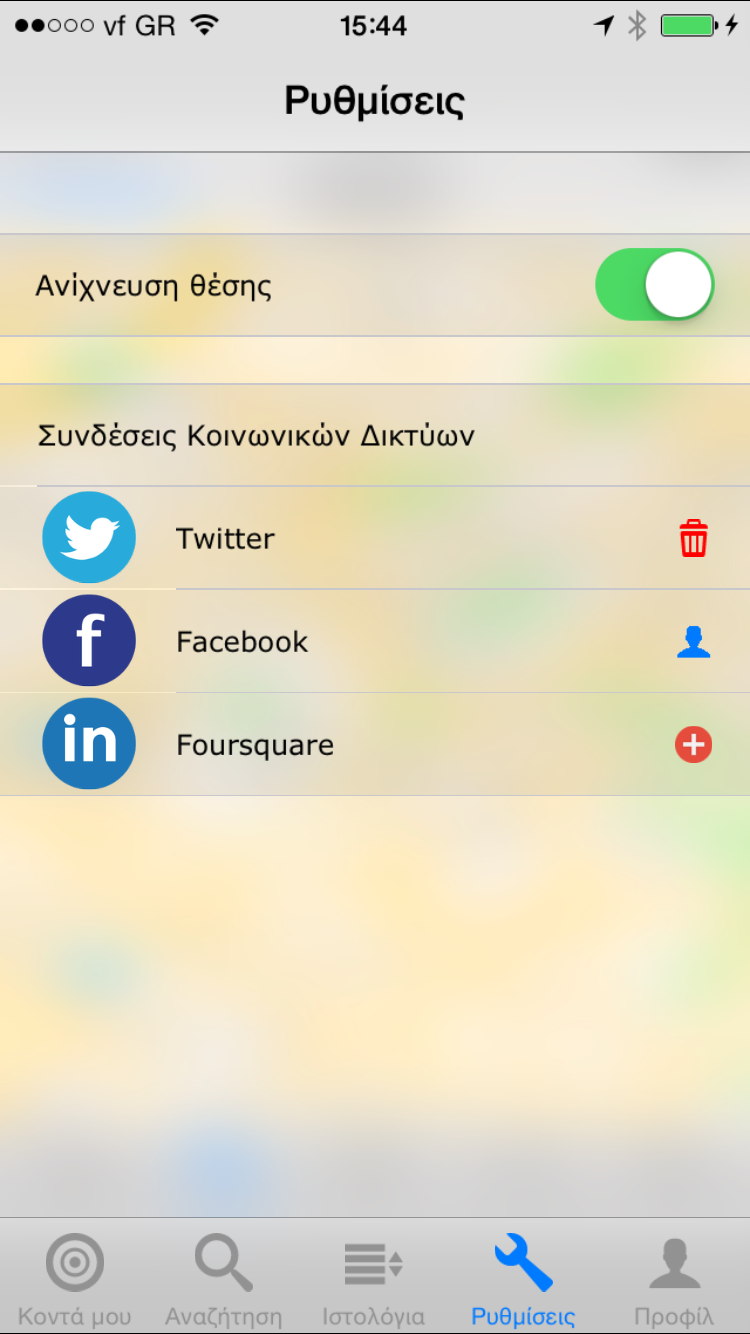 vf GR 15:44
Ρυθμίσεις
Ανίχνευση θέσης
Συνδέσεις Κοινωνικών Δικτύων
Twitter
f Facebook
in Foursquare
Κοντά μου Αναζήτηση Ιστολόγια Ρυθμίσεις Προφίλ